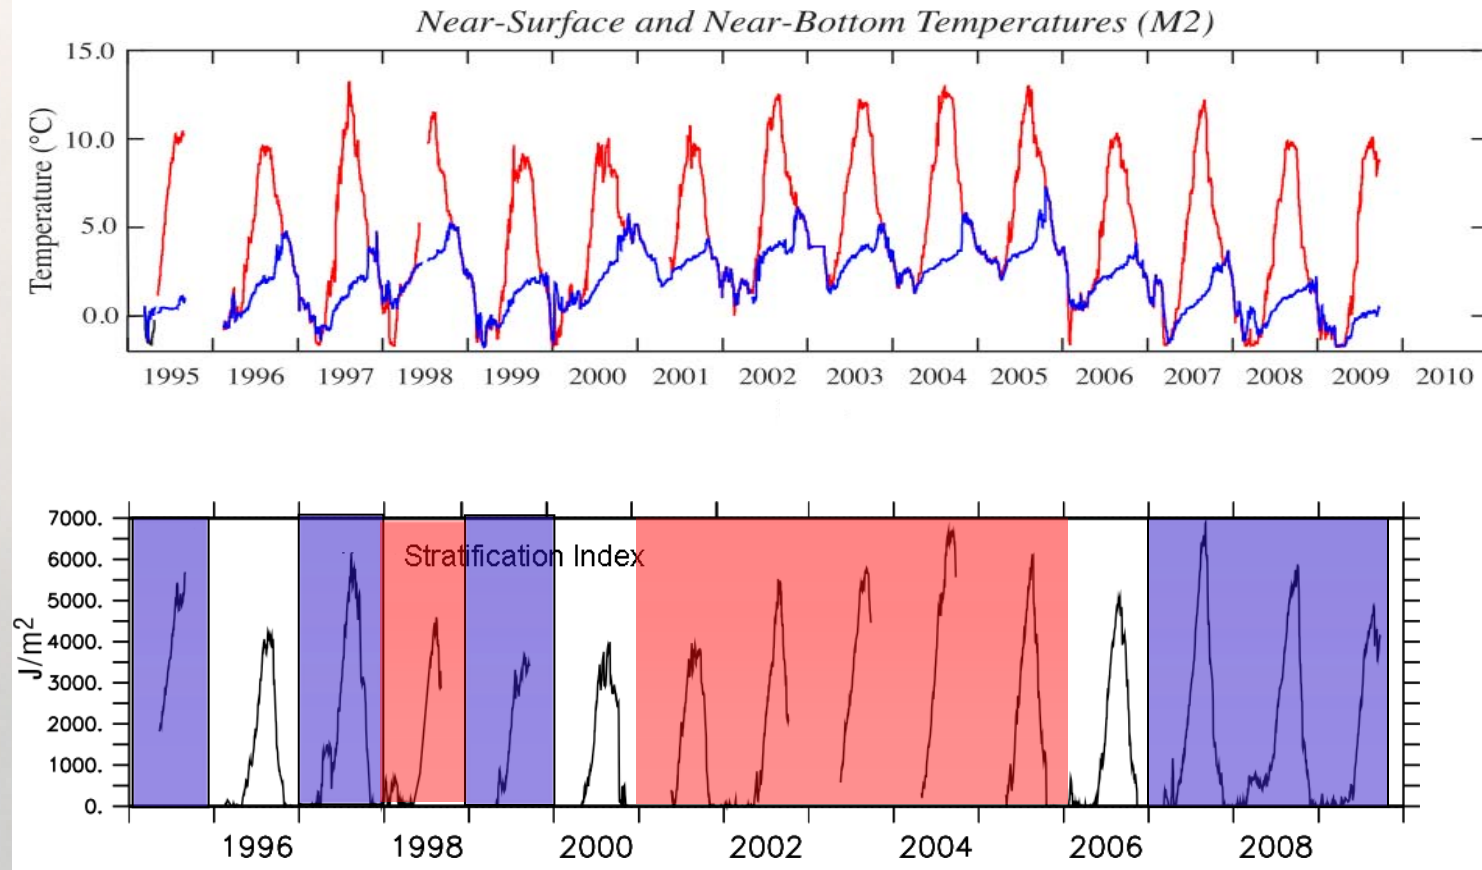 Near-Surface and Near-Bottom Temperatures (M2)
15.0
10.0
5.0
0.0
Temperature (°C)
1995 1996 1997 1998 1999 2000 2001 2002 2003 2004 2005 2006 2007 2008 2009 2010
Stratification Index
7000.
6000.
5000.
4000.
3000.
2000.
1000.
0.
J/m2
1996 1998 2000 2002 2004 2006 2008